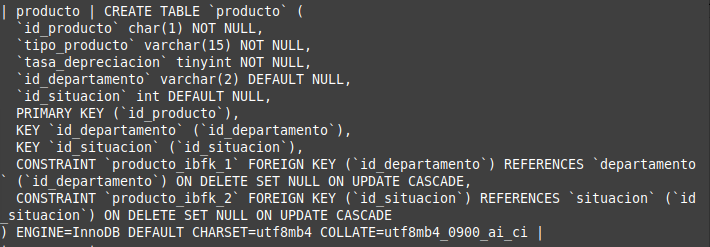 | producto | CREATE TABLE `producto` (
  `id_producto` char(1) NOT NULL,
  `tipo_producto` varchar(15) NOT NULL,
  `tasa_depreciacion` tinyint NOT NULL,
  `id_departamento` varchar(2) DEFAULT NULL,
  `id_situacion` int DEFAULT NULL,
  PRIMARY KEY (`id_producto`),
  KEY `id_departamento` (`id_departamento`),
  KEY `id_situacion` (`id_situacion`),
  CONSTRAINT `producto_ibfk_1` FOREIGN KEY (`id_departamento`) REFERENCES `departamento
` (`id_departamento`) ON DELETE SET NULL ON UPDATE CASCADE,
  CONSTRAINT `producto_ibfk_2` FOREIGN KEY (`id_situacion`) REFERENCES `situacion` (`id
_situacion`) ON DELETE SET NULL ON UPDATE CASCADE
) ENGINE=InnoDB DEFAULT CHARSET=utf8mb4 COLLATE=utf8mb4_0900_ai_ci |